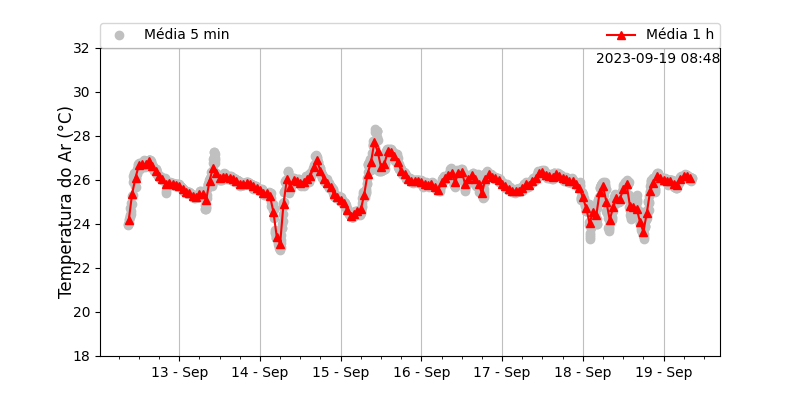 Média 5 min
Média 1 h
2023-09-19 08:48
Temperatura do Ar (°C)
32
30
28
26
24
22
20
18
13 - Sep
14 - Sep
15 - Sep
16 - Sep
17 - Sep
18 - Sep
19 - Sep